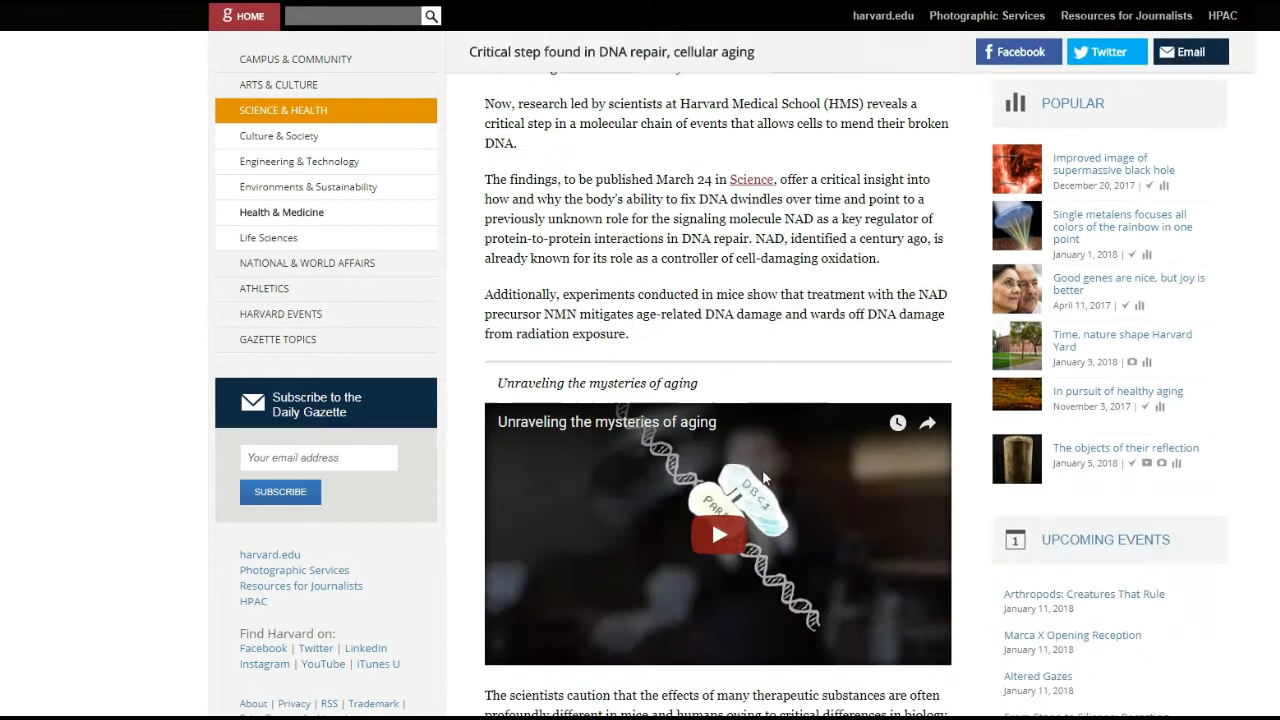 g HOME
harvard.edu
Photographic Services
Resources for Journalists
HPAC
CAMPUS & COMMUNITY
ARTS & CULTURE
SCIENCE & HEALTH
Culture & Society
Engineering & Technology
Environments & Sustainability
Health & Medicine
Life Sciences
NATIONAL & WORLD AFFAIRS
ATHLETICS
HARVARD EVENTS
GAZETTE TOPICS
Subscribe to the
Daily Gazette
Your email address
SUBSCRIBE
harvard.edu
Photographic Services
Resources for Journalists
HPAC
Find Harvard on:
Facebook | Twitter | LinkedIn
Instagram | YouTube | iTunes U
About | Privacy | RSS | Trademark |
Critical step found in DNA repair, cellular aging
Facebook
Twitter
Email
Now, research led by scientists at Harvard Medical School (HMS) reveals a
critical step in a molecular chain of events that allows cells to mend their broken
DNA.
The findings, to be published March 24 in Science, offer a critical insight into
how and why the body's ability to fix DNA dwindles over time and point to a
previously unknown role for the signaling molecule NAD as a key regulator of
protein-to-protein interactions in DNA repair. NAD, identified a century ago, is
already known for its role as a controller of cell-damaging oxidation.
Additionally, experiments conducted in mice show that treatment with the NAD
precursor NMN mitigates age-related DNA damage and wards off DNA damage
from radiation exposure.
Unraveling the mysteries of aging
Unraveling the mysteries of aging
DBC1
The scientists caution that the effects of many therapeutic substances are often
profoundly different in mice and humans owing to critical differences in biology
POPULAR
Improved image of
supermassive black hole
December 20, 2017 |
Single metalens focuses all
colors of the rainbow in one
point
January 1, 2018 |
Good genes are nice, but joy is
better
April 11, 2017 |
Time, nature shape Harvard
Yard
January 3, 2018 |
In pursuit of healthy aging
November 3, 2017 |
The objects of their reflection
January 5, 2018 |
1
UPCOMING EVENTS
Arthropods: Creatures That Rule
January 11, 2018
Marca X Opening Reception
January 11, 2018
Altered Gazes
January 11, 2018